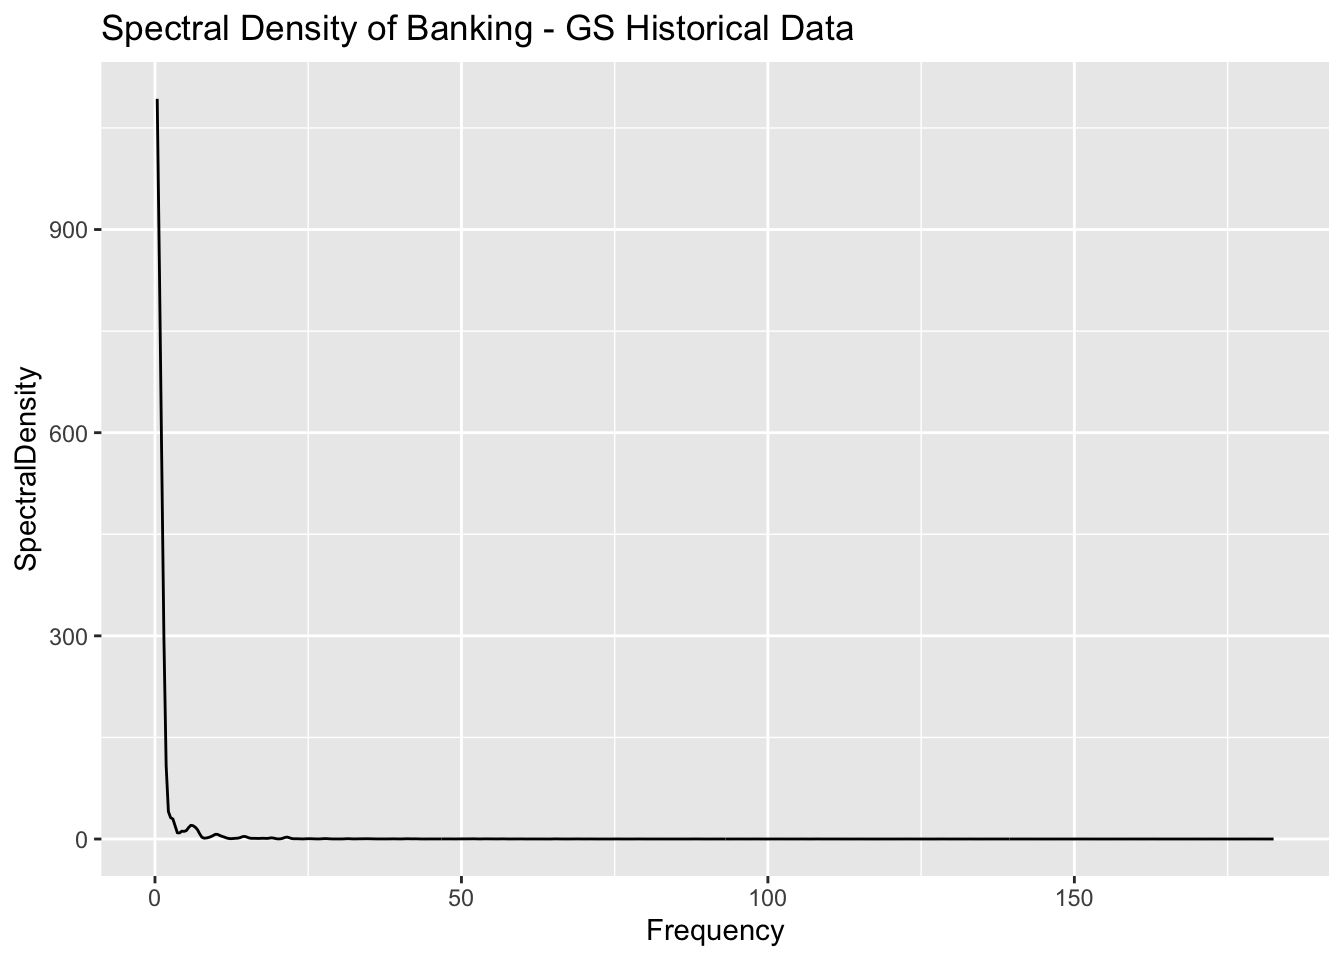 Spectral Density of Banking - GS Historical Data
SpectralDensity
900
600
300
0
0 50 100 150
Frequency